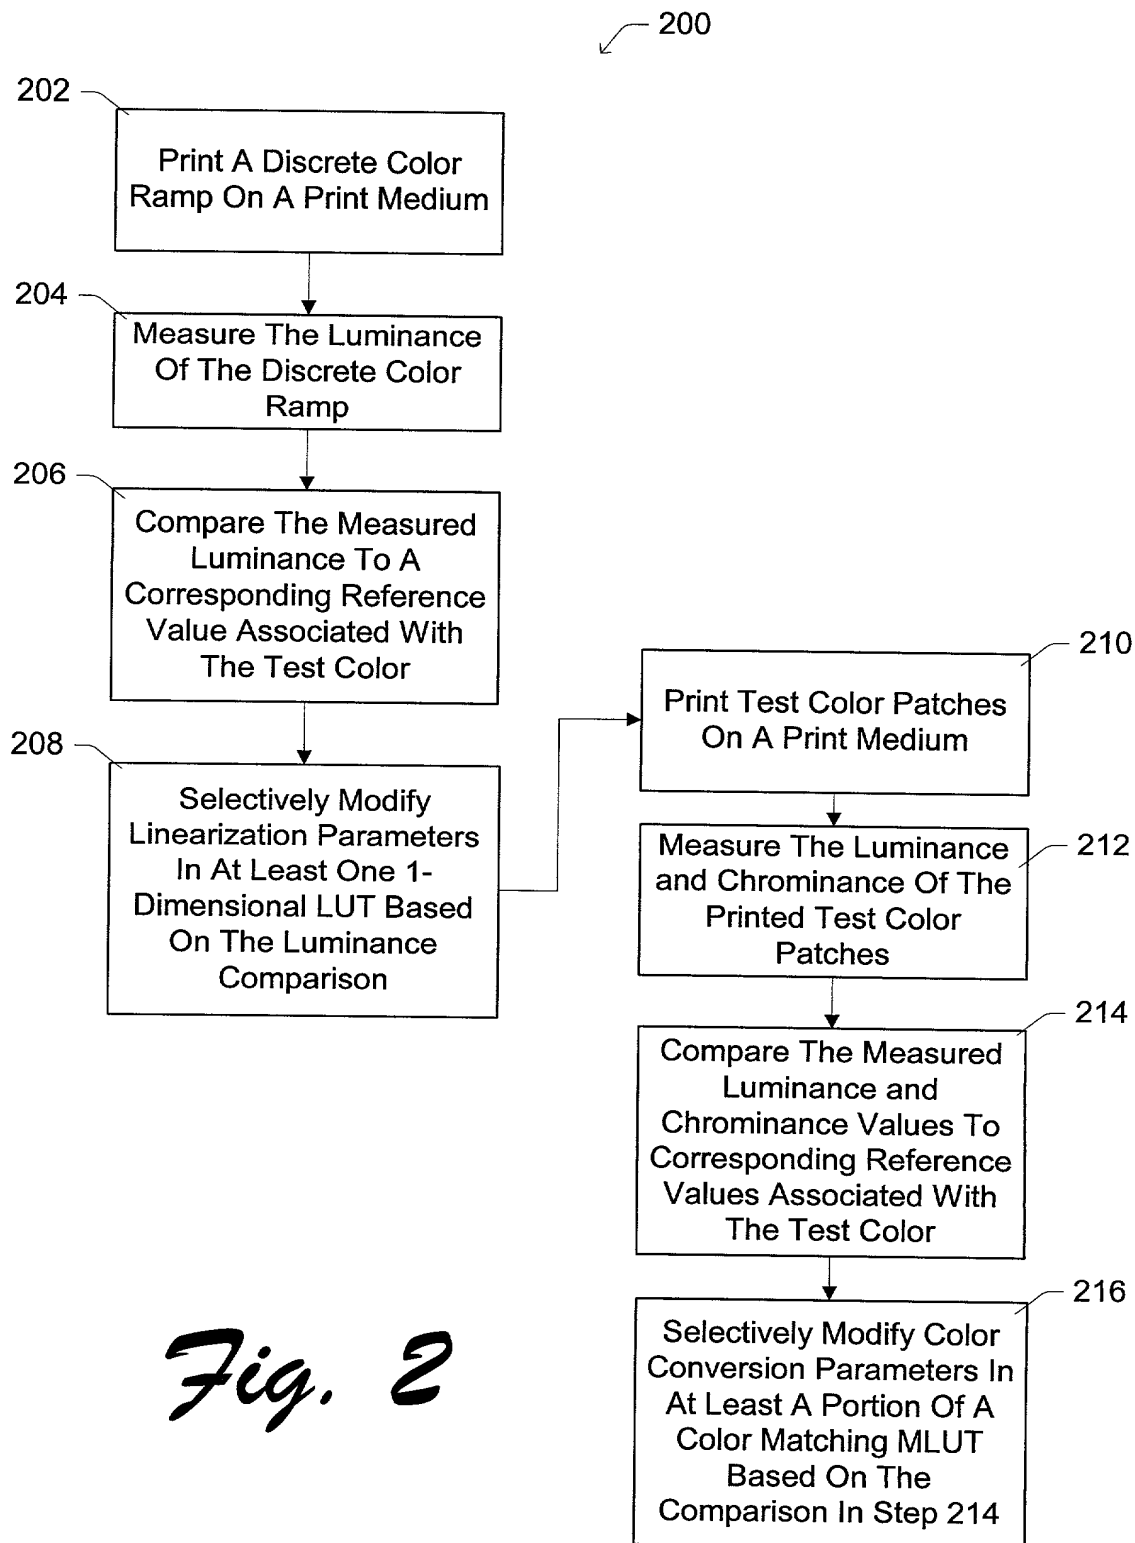 200
202
Print A Discrete Color
Ramp On A Print Medium
204
Measure The Luminance
Of The Discrete Color
Ramp
206
Compare The Measured
Luminance To A
Corresponding Reference
Value Associated With
The Test Color
208
Selectively Modify
Linearization Parameters
In At Least One 1-
Dimensional LUT Based
On The Luminance
Comparison
210
Print Test Color Patches
On A Print Medium
212
Measure The Luminance
and Chrominance Of The
Printed Test Color
Patches
214
Compare The Measured
Luminance and
Chrominance Values To
Corresponding Reference
Values Associated With
The Test Color
216
Selectively Modify Color
Conversion Parameters In
At Least A Portion Of A
Color Matching MLUT
Based On The
Comparison In Step 214
Fig. 2